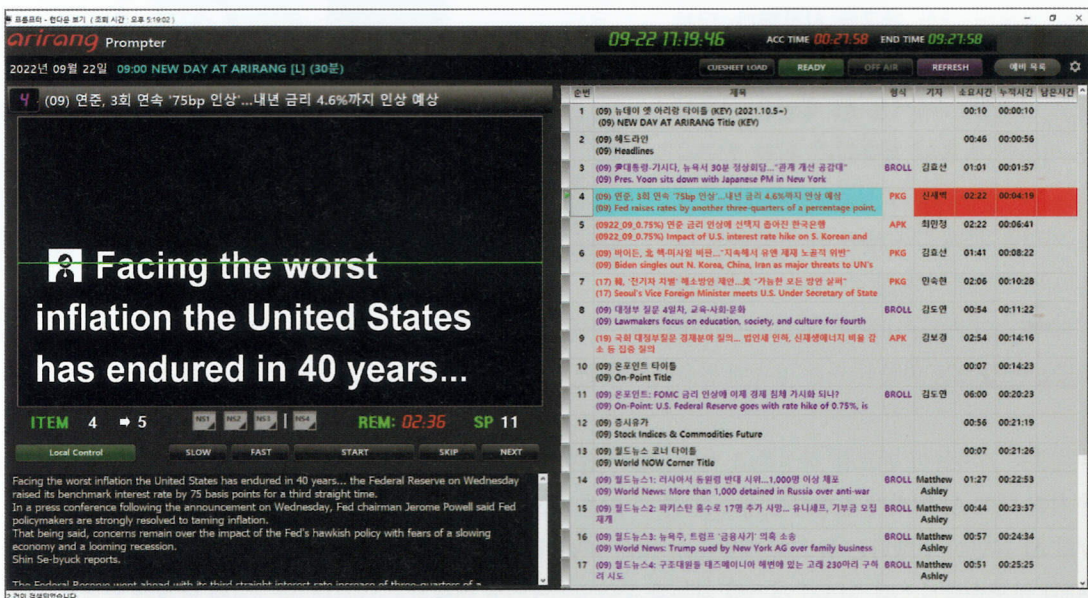 프롬프터 - 런다운 보기 ( 조회 시간 : 오후 5:19:02 )
arirang Prompter
09-22 17:19:46 ACC TIME 00:27:58 END TIME 09:27:58
2022년 09월 22일 09:00 NEW DAY AT ARIRANG [L] (30분)
CUESHEET LOAD READY OFF AIR REFRESH 예비 목록
4 (09) 연준, 3회 연속 '75bp 인상'...내년 금리 4.6%까지 인상 예상
Facing the worst
inflation the United States
has endured in 40 years...
ITEM 4 ➡ 5 NS1 NS2 NS3 | NS4 REM: 02:36 SP 11
Local Control SLOW FAST START SKIP NEXT
Facing the worst inflation the United States has endured in 40 years... the Federal Reserve on Wednesday
raised its benchmark interest rate by 75 basis points for a third straight time.
In a press conference following the announcement on Wednesday, Fed chairman Jerome Powell said Fed
policymakers are strongly resolved to taming inflation.
That being said, concerns remain over the impact of the Fed's hawkish policy with fears of a slowing
economy and a looming recession.
Shin Se-byuck reports.
The Federal Reserve went ahead with its third straight interest rate increase of three-quarters of a
순번 제목 형식 기자 소요시간 누적시간 남은시간
1 (09) 뉴데이 앳 아리랑 타이틀 (KEY) (2021.10.5~) 00:10 00:00:10
(09) NEW DAY AT ARIRANG Title (KEY)
2 (09) 헤드라인 00:46 00:00:56
(09) Headlines
3 (09) 尹대통령-기시다, 뉴욕서 30분 정상회담..."관계 개선 공감대" BROLL 김효선 01:01 00:01:57
(09) Pres. Yoon sits down with Japanese PM in New York
4 (09) 연준, 3회 연속 '75bp 인상'...내년 금리 4.6%까지 인상 예상 PKG 신세벽 02:22 00:04:19
(09) Fed raises rates by another three-quarters of a percentage point,
5 (0922_09_0.75%) 연준 금리 인상에 선택지 좁아진 한국은행 APK 최민정 02:22 00:06:41
(0922_09_0.75%) Impact of U.S. interest rate hike on S. Korean and
6 (09) 바이든, 北 핵·미사일 비판..."지속해서 유엔 제재 노골적 위반" PKG 김효선 01:41 00:08:22
(09) Biden singles out N. Korea, China, Iran as major threats to UN's
7 (17) 韓, '전기차 차별' 해소방안 제안...美 "가능한 모든 방안 살펴" PKG 민숙현 02:06 00:10:28
(17) Seoul's Vice Foreign Minister meets U.S. Under Secretary of State
8 (09) 대정부 질문 4일차, 교육·사회·문화 BROLL 김도연 00:54 00:11:22
(09) Lawmakers focus on education, society, and culture for fourth
9 (19) 국회 대정부질문 경제분야 질의... 법인세 인하, 신재생에너지 비율 감 APK 김보경 02:54 00:14:16
소 등 집중 질의
10 (09) 온포인트 타이틀 00:07 00:14:23
(09) On-Point Title
11 (09) 온포인트: FOMC 금리 인상에 이제 경제 침체 가시화 되나? BROLL 김도연 06:00 00:20:23
(09) On-Point: U.S. Federal Reserve goes with rate hike of 0.75%, is
12 (09) 증시유가 00:56 00:21:19
(09) Stock Indices & Commodities Future
13 (09) 월드뉴스 코너 타이틀 00:07 00:21:26
(09) World NOW Corner Title
14 (09) 월드뉴스1: 러시아서 동원령 반대 시위...1,000명 이상 체포 BROLL Matthew 01:27 00:22:53
(09) World News: More than 1,000 detained in Russia over anti-war Ashley
15 (09) 월드뉴스2: 파키스탄 홍수로 17명 추가 사망... 유니세프, 기부금 모집 BROLL Matthew 00:44 00:23:37
재개 Ashley
16 (09) 월드뉴스3: 뉴욕주, 트럼프 '금융사기' 의혹 소송 BROLL Matthew 00:57 00:24:34
(09) World News: Trump sued by New York AG over family business Ashley
17 (09) 월드뉴스4: 구조대원들 태즈메이니아 해변에 있는 고래 230마리 구하 BROLL Matthew 00:51 00:25:25
려 시도 Ashley
건이 검색되었습니다